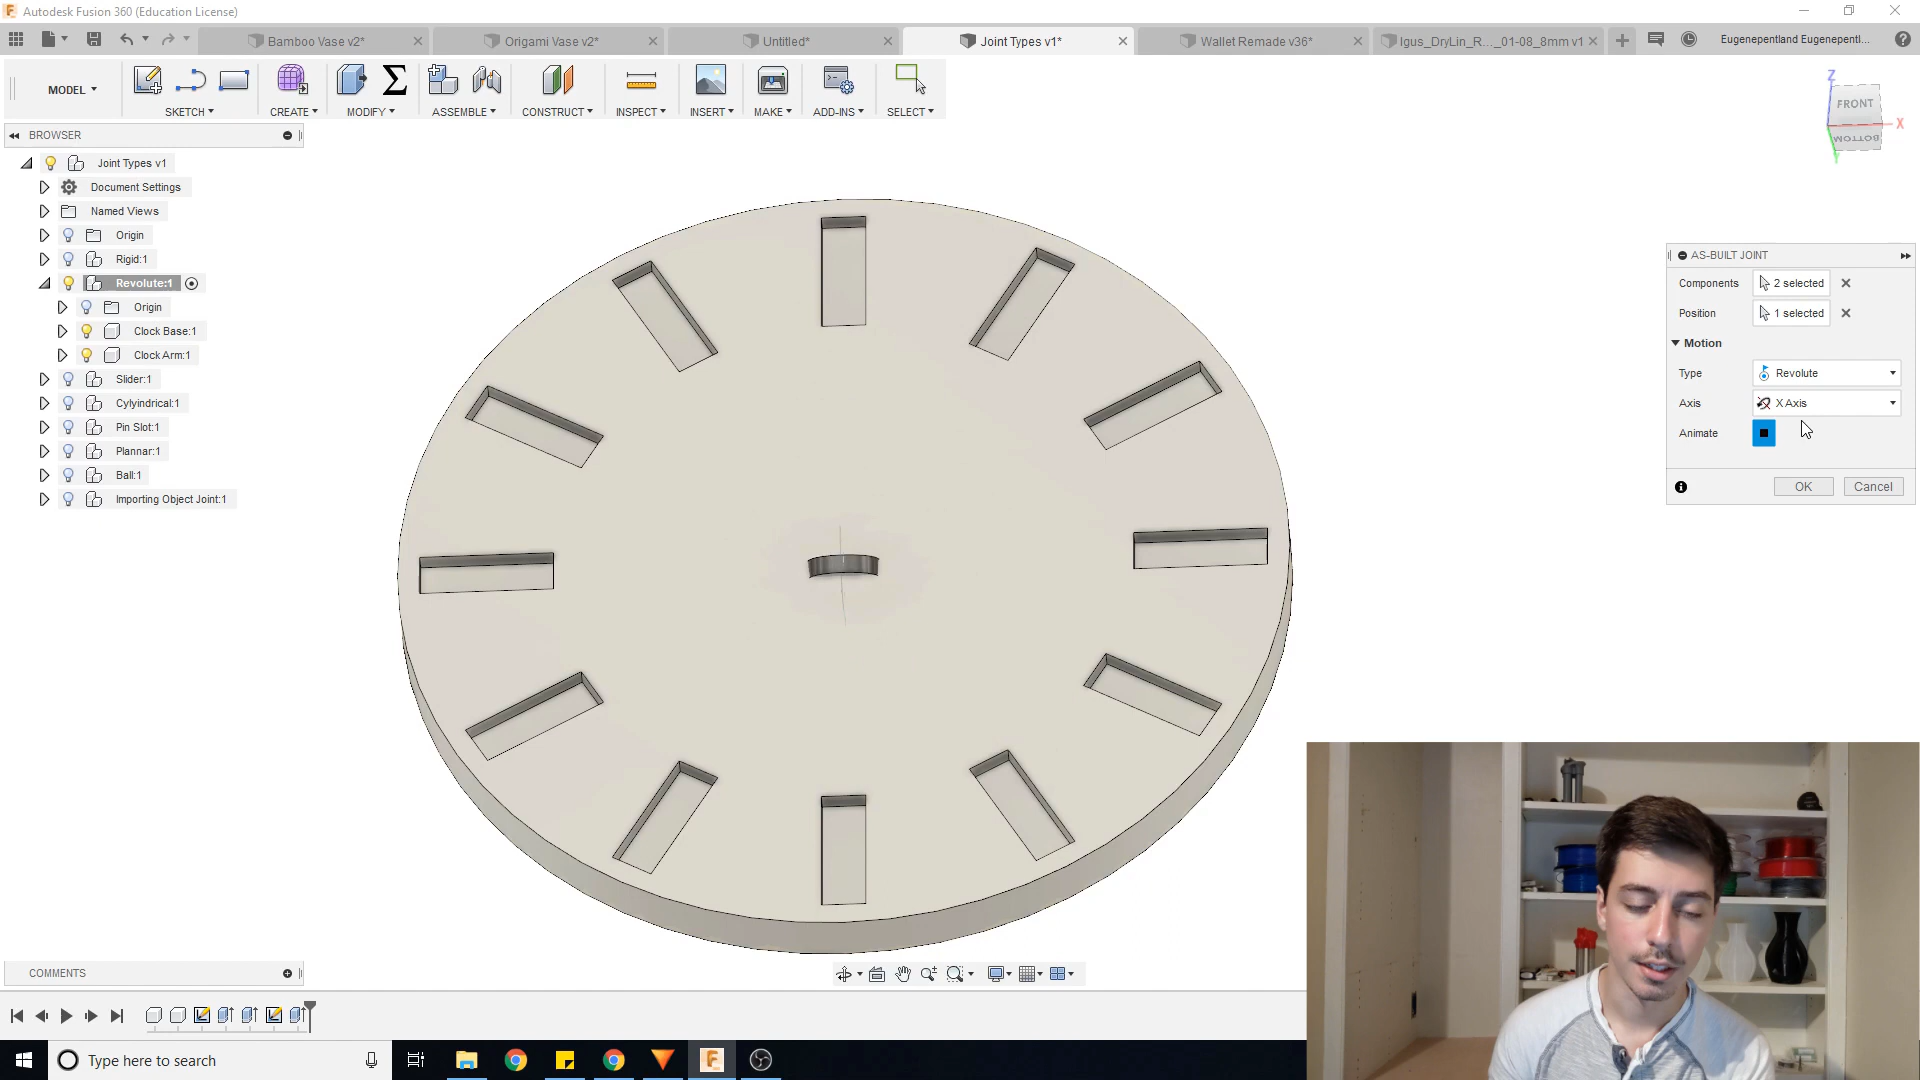 Autodesk Fusion 360 (Education License)
Bamboo Vase v2*
Origami Vase v2*
Untitled*
Joint Types v1*
Wallet Remade v36*
Igus_DryLin_R..._01-08_8mm v1
Eugenepentland Eugenepentl...
MODEL
SKETCH
CREATE
MODIFY
ASSEMBLE
CONSTRUCT
INSPECT
INSERT
MAKE
ADD-INS
SELECT
Z
FRONT
X
BOTTOM
Y
BROWSER
Joint Types v1
Document Settings
Named Views
Origin
Rigid:1
Revolute:1
Origin
Clock Base:1
Clock Arm:1
Slider:1
Cylyindrical:1
Pin Slot:1
Plannar:1
Ball:1
Importing Object Joint:1
AS-BUILT JOINT
Components 2 selected
Position 1 selected
Motion
Type Revolute
Axis X Axis
Animate
OK Cancel
COMMENTS
Type here to search